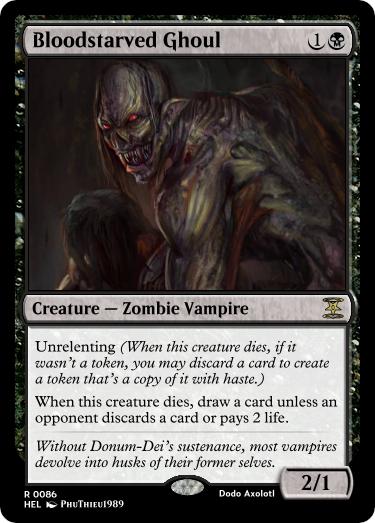 Bloodstarved Ghoul 1
Creature — Zombie Vampire
Unrelenting (When this creature dies, if it
wasn't a token, you may discard a card to create
a token that's a copy of it with haste.)
When this creature dies, draw a card unless an
opponent discards a card or pays 2 life.
Without Donum-Dei's sustenance, most vampires
devolve into husks of their former selves.
2/1
R 0086
HEL PhuThieu1989
Dodo Axolotl